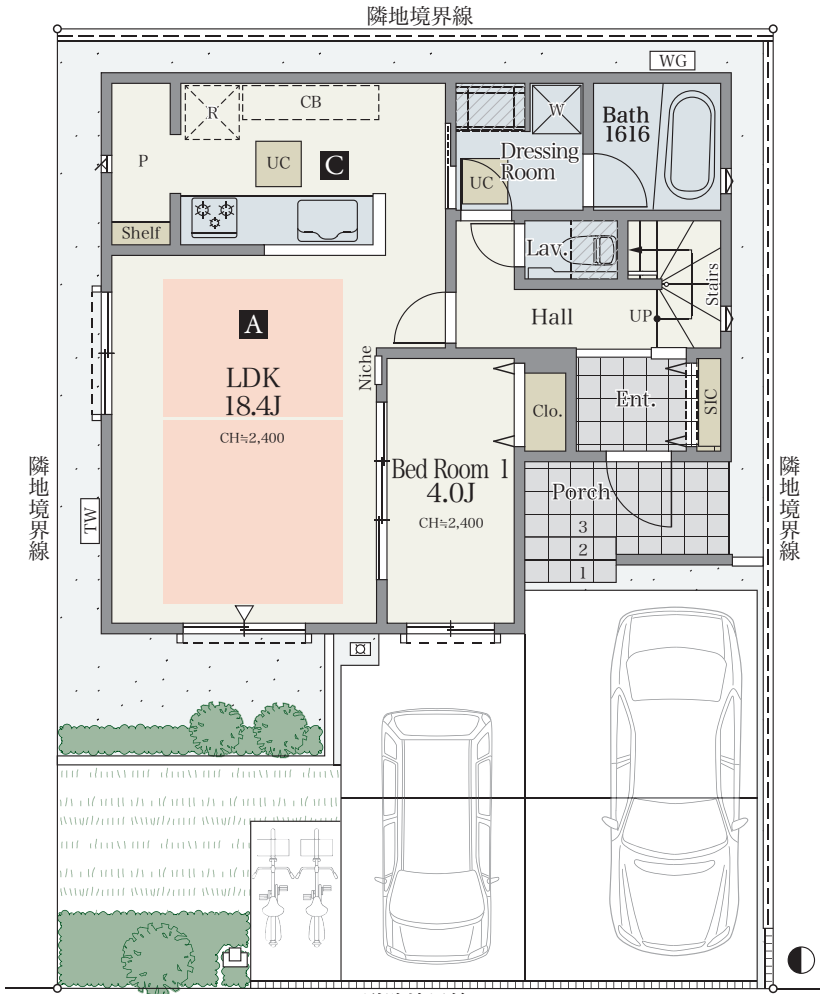 隣地境界線
WG
R
CB
W
Bath
1616
P
UC
C
Dressing
Room
UC
Shelf
Lav.
Stairs
A
Hall
UP
LDK
18.4J
CH≒2,400
Niche
Clo.
Ent.
SIC
隣地境界線
Bed Room 1
4.0J
CH≒2,400
Porch
3
2
1
TW
隣地境界線